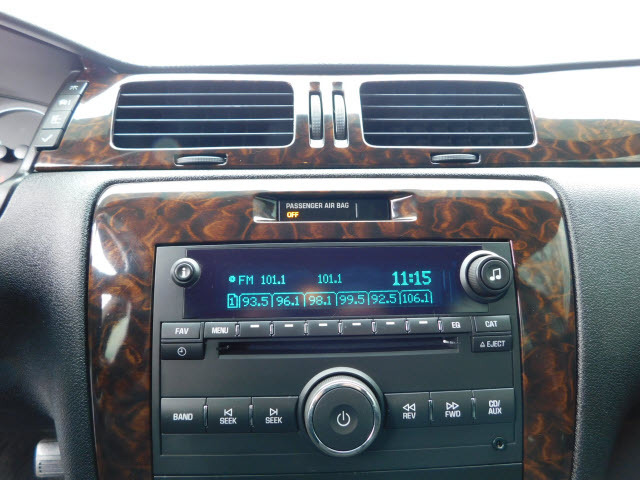 PASSENGER AIR BAG
OFF
FM 101.1 101.1 11:15
1 93.5 96.1 98.1 99.5 92.5 106.1
FAV MENU EQ CAT
EJECT
BAND SEEK SEEK REV FWD CD/AUX